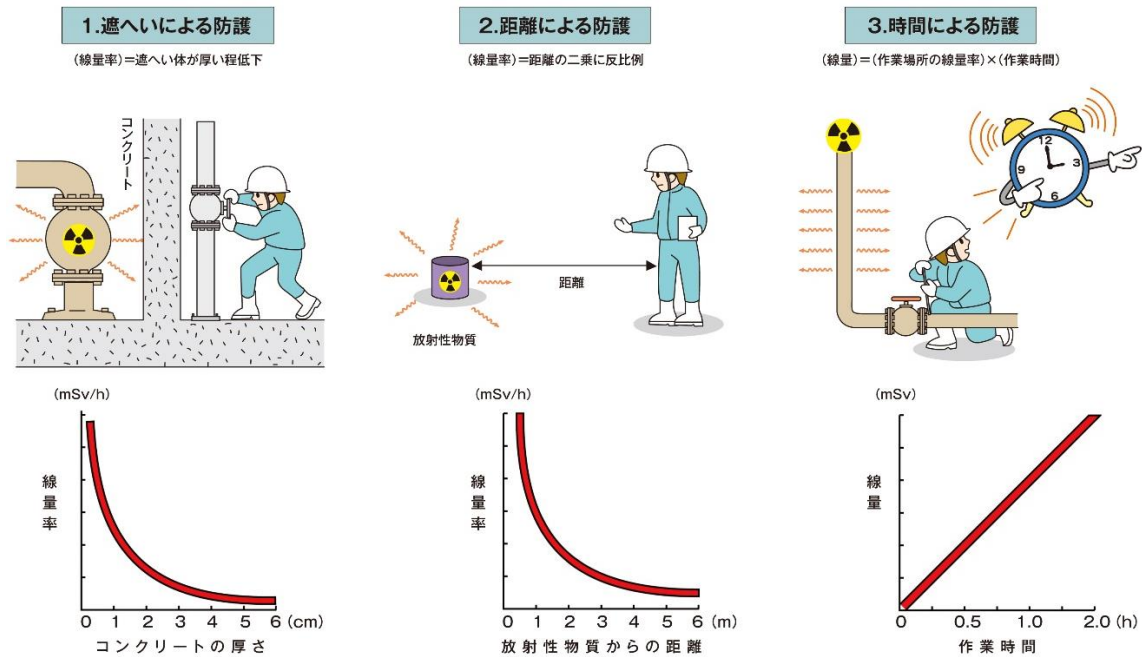 1.遮へいによる防護
(線量率)=遮へい体が厚い程低下
コンクリート
(mSv/h)
線量率
0 1 2 3 4 5 6 (cm)
コンクリートの厚さ
2.距離による防護
(線量率)=距離の二乗に反比例
距離
放射性物質
(mSv/h)
線量率
0 1 2 3 4 5 6 (m)
放射性物質からの距離
3.時間による防護
(線量)=(作業場所の線量率)×(作業時間)
12
9 3
6
(mSv)
線量
0 0.5 1.0 1.5 2.0 (h)
作業時間